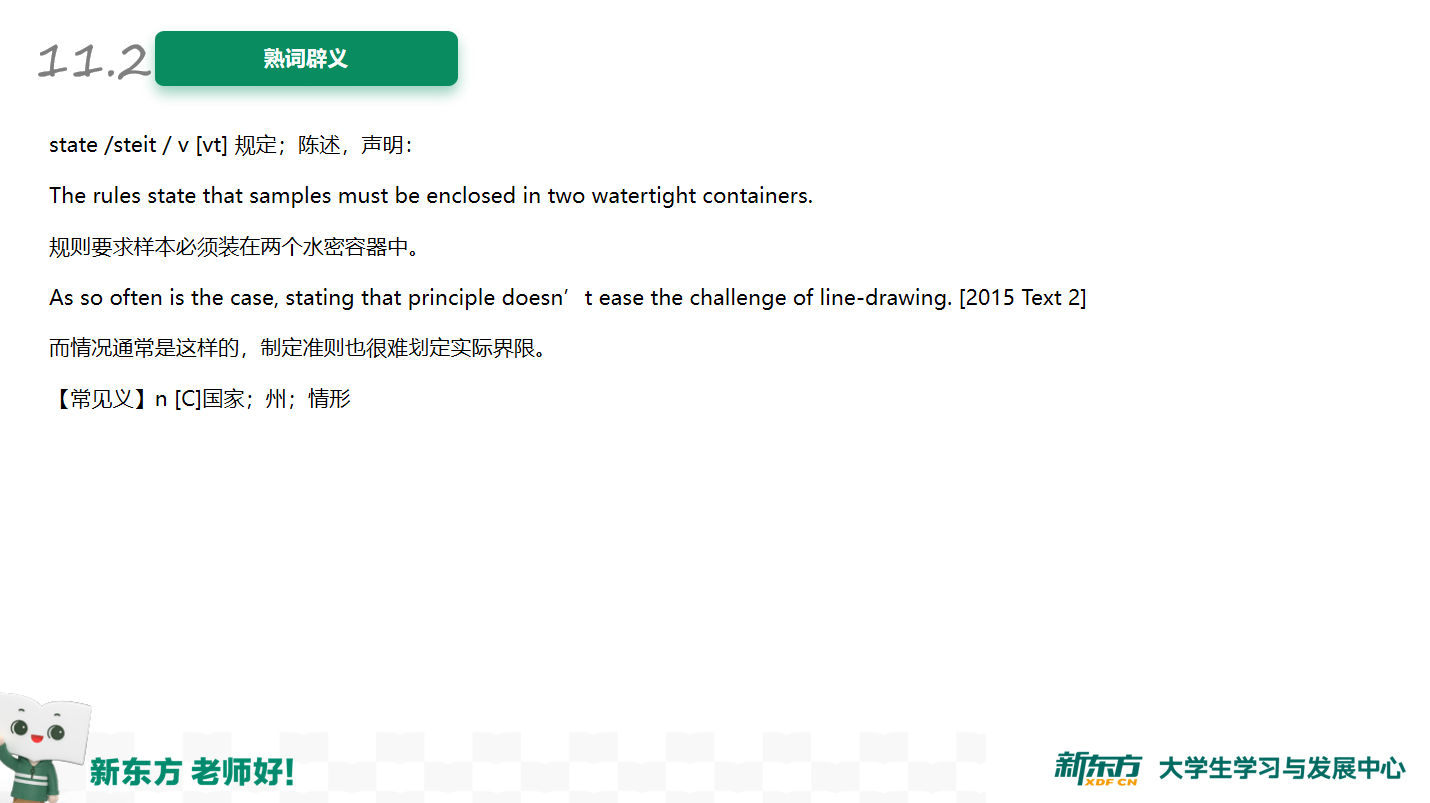 11.2
熟词辟义
state /steit / v [vt] 规定；陈述，声明：
The rules state that samples must be enclosed in two watertight containers.
规则要求样本必须装在两个水密容器中。
As so often is the case, stating that principle doesn’t ease the challenge of line-drawing. [2015 Text 2]
而情况通常是这样的，制定准则也很难划定实际界限。
【常见义】n [C]国家；州；情形
新东方 老师好!
新东方 XDF.CN 大学生学习与发展中心